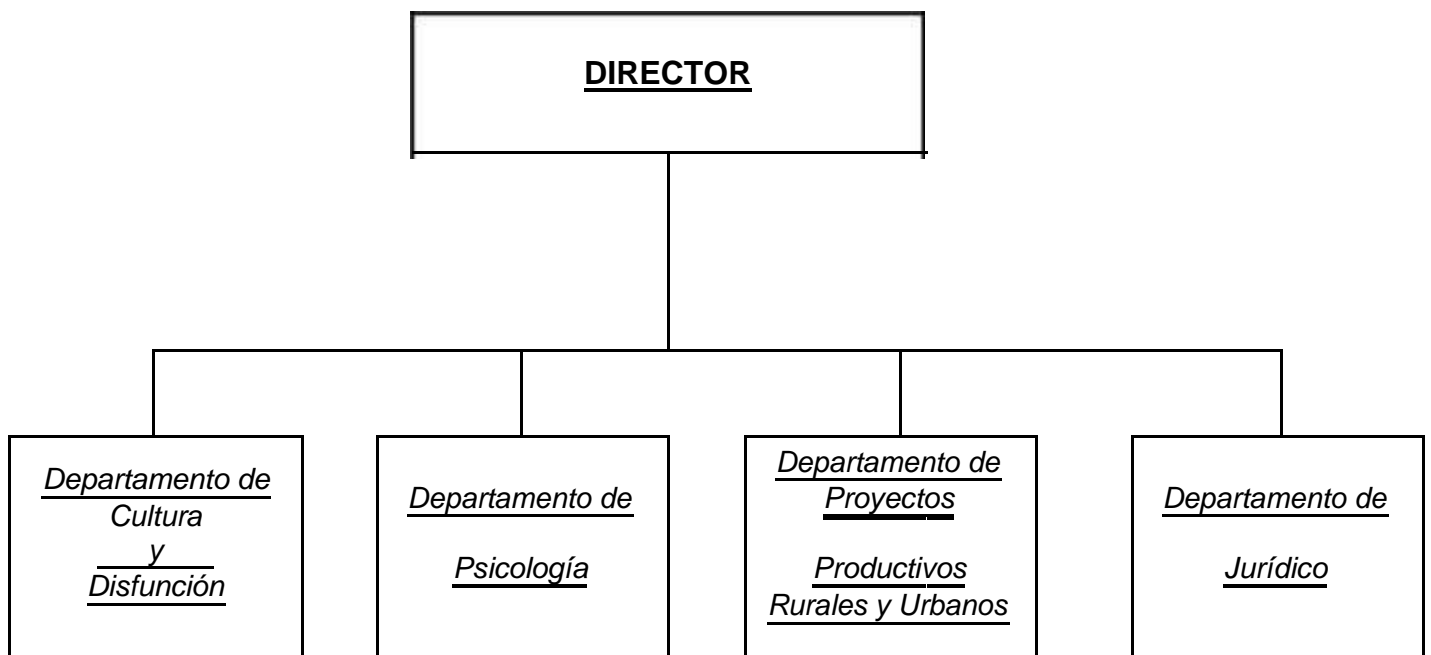 DIRECTOR
Departamento de
Cultura
y
Disfunción
Departamento de
Psicología
Departamento de
Proyectos
Productivos
Rurales y Urbanos
Departamento de
Jurídico